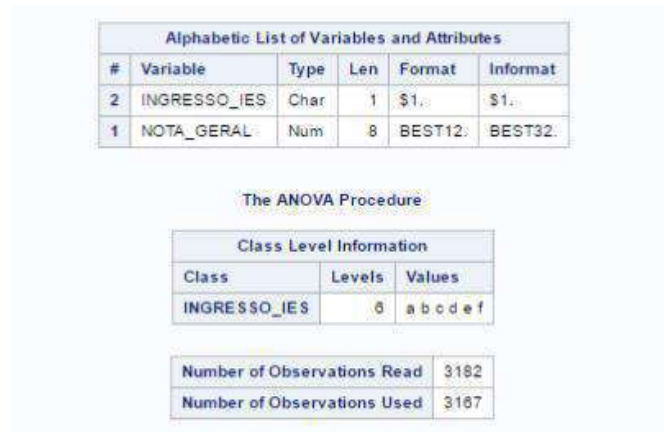 Alphabetic List of Variables and Attributes
# Variable Type Len Format Informat
2 INGRESSO_IES Char 1 $1. $1.
1 NOTA_GERAL Num 8 BEST12. BEST32.
The ANOVA Procedure
Class Level Information
Class Levels Values
INGRESSO_IES 6 a b c d e f
Number of Observations Read 3182
Number of Observations Used 3167